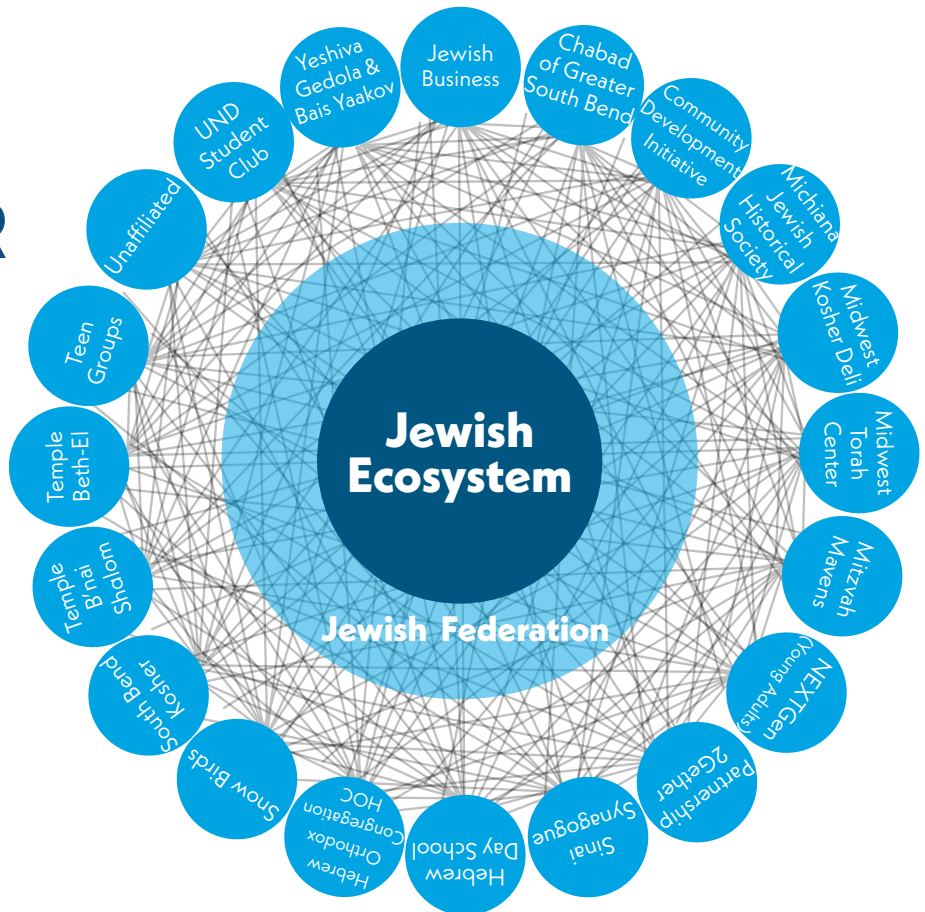 R
Jewish
Business
Chabad
of Greater
South Bend
Community
Development
Initiative
Michiana
Jewish
Historical
Society
Midwest
Kosher Deli
Midwest
Torah
Center
Mitzvah
Mavens
NEXTGen
(Young Adults)
Partnership
2Gether
Sinai
Synagogue
Hebrew
Day School
Hebrew
Orthodox
Congregation
HOC
Snow Birds
South Bend
Kosher
Temple
B'nai
Shalom
Temple
Beth-El
Teen
Groups
Unaffiliated
UND
Student
Club
Yeshiva
Gedola &
Bais Yaakov
Jewish
Ecosystem
Jewish Federation